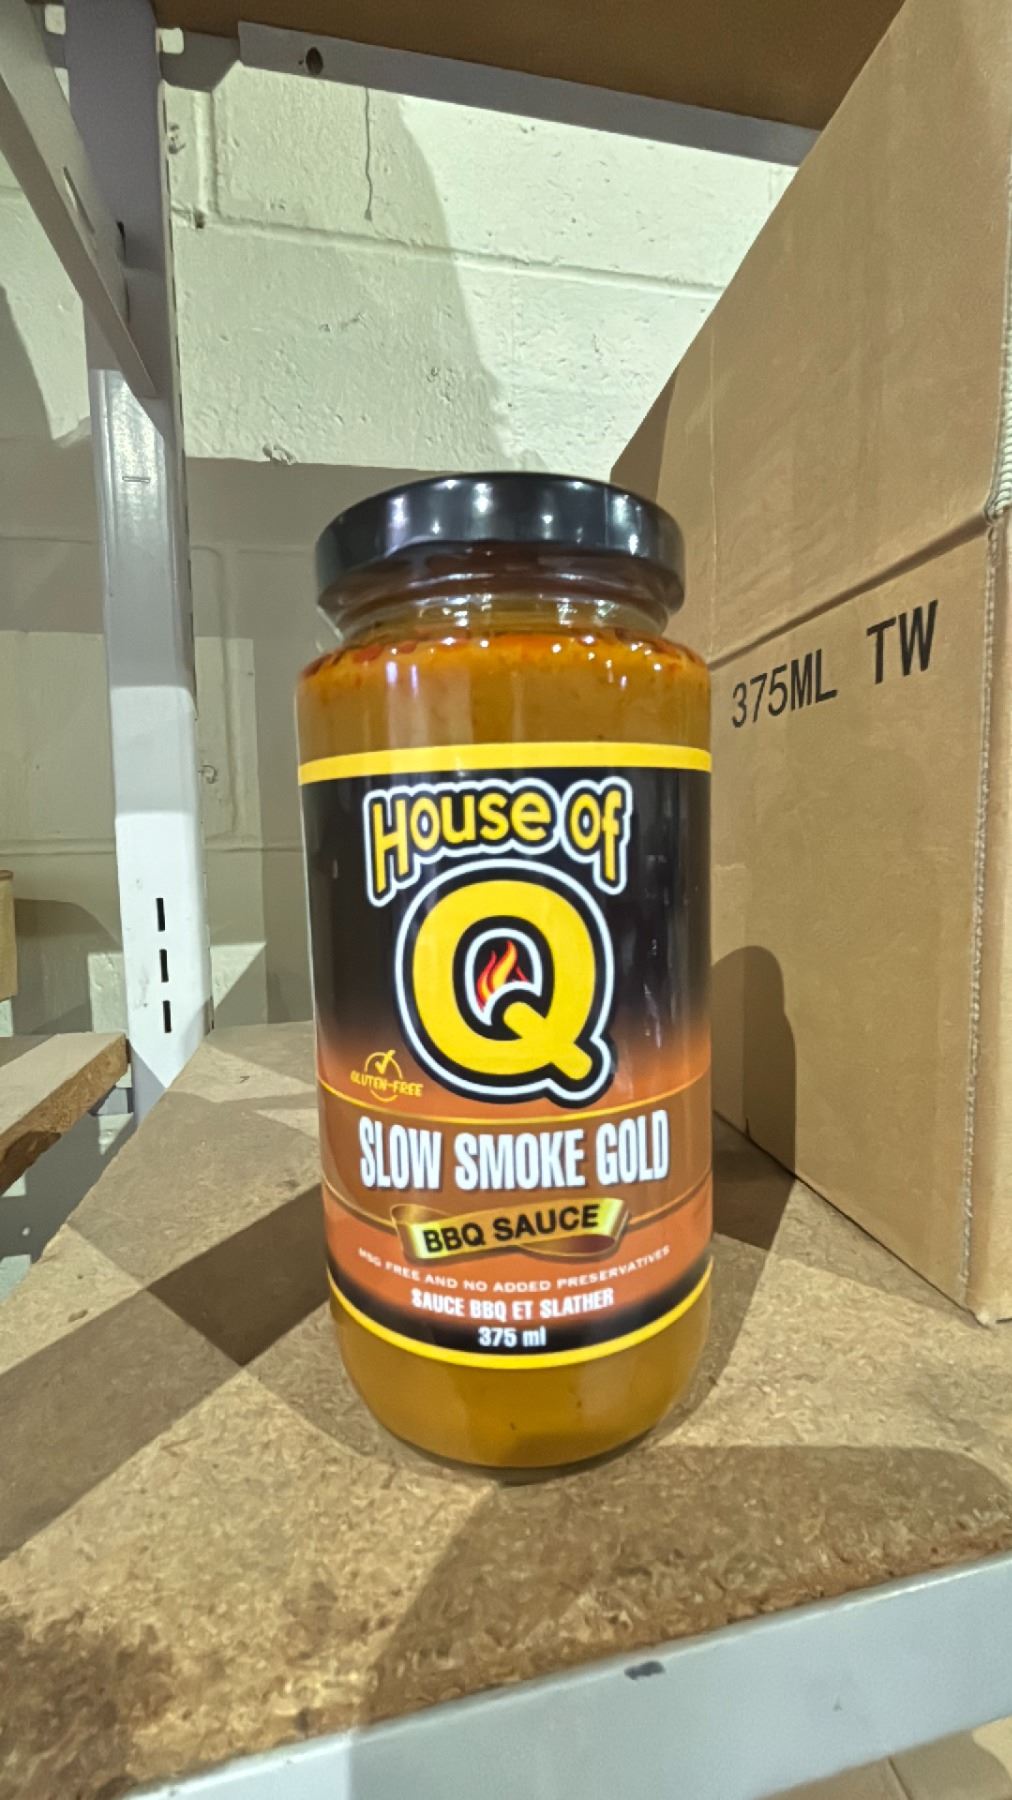 375ML TW
House of
Q
GLUTEN-FREE
SLOW SMOKE GOLD
BBQ SAUCE
MSG FREE AND NO ADDED PRESERVATIVES
SAUCE BBQ ET SLATHER
375 ml